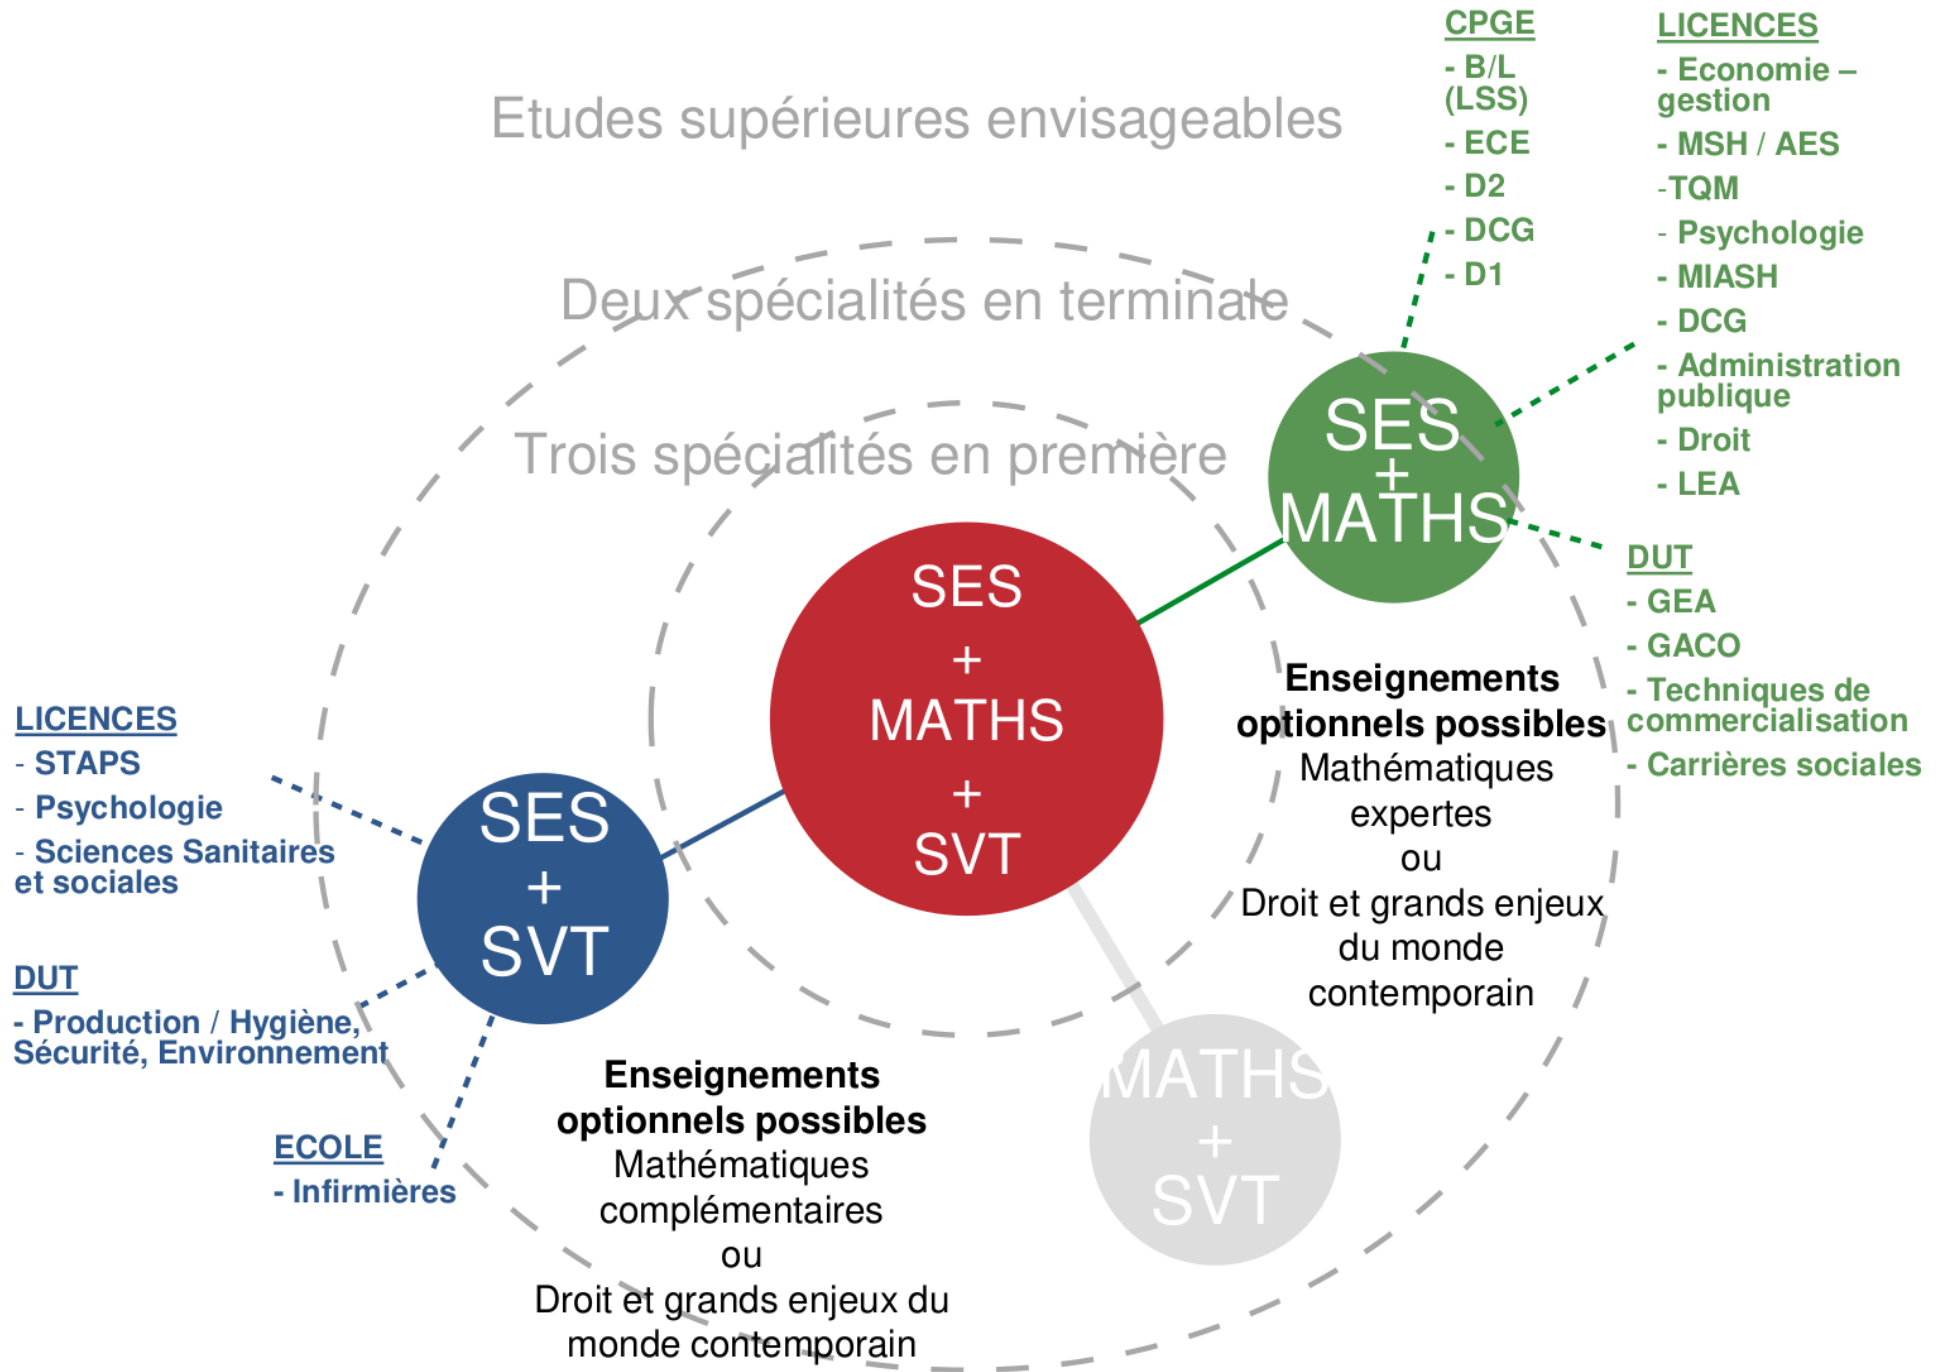 Etudes supérieures envisageables
Deux spécialités en terminale
Trois spécialités en première
CPGE
- B/L
(LSS)
- ECE
- D2
- DCG
- D1
LICENCES
- Economie –
gestion
- MSH / AES
-TQM
- Psychologie
- MIASH
- DCG
- Administration
publique
- Droit
- LEA
SES
+
MATHS
DUT
- GEA
- GACO
- Techniques de
commercialisation
- Carrières sociales
SES
+
MATHS
+
SVT
Enseignements
optionnels possibles
Mathématiques
expertes
ou
Droit et grands enjeux
du monde
contemporain
LICENCES
- STAPS
- Psychologie
- Sciences Sanitaires
et sociales
SES
+
SVT
DUT
- Production / Hygiène,
Sécurité, Environnement
ECOLE
- Infirmières
Enseignements
optionnels possibles
Mathématiques
complémentaires
ou
Droit et grands enjeux du
monde contemporain
MATHS
+
SVT